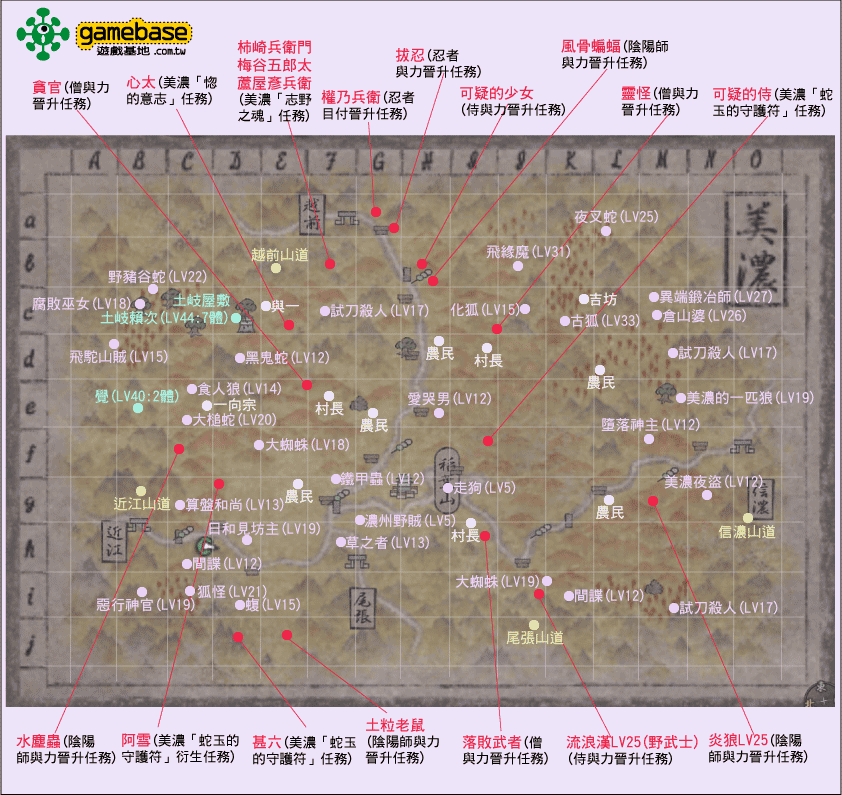 gamebase
遊戲基地.com.tw
貪官(僧與力
晉升任務)
心太(美濃「惚
的意志」任務)
柿崎兵衛門
梅谷五郎太
蘆屋彥兵衛
(美濃「志野
之魂」任務)
權乃兵衛(忍者
目付晉升任務)
拔忍(忍者
與力晉升任務)
可疑的少女
(侍與力晉升任務)
風骨蝙蝠(陰陽師
與力晉升任務)
靈怪(僧與力
晉升任務)
可疑的侍(美濃「蛇
玉的守護符」任務)
A B C D E F G H I J K L M N O
a
越前
美濃
夜叉蛇(LV25)
b
越前山道
飛緣魔(LV31)
野豬谷蛇(LV22)
腐敗巫女(LV18)
土岐屋敷
土岐賴次(LV44:7體)
與一
試刀殺人(LV17)
化狐(LV15)
吉坊
異端鍛冶師(LV27)
倉山婆(LV26)
古狐(LV33)
c
飛駝山賊(LV15)
黑鬼蛇(LV12)
農民
村長
試刀殺人(LV17)
d
農民
覺(LV40:2體)
食人狼(LV14)
一向宗
大槌蛇(LV20)
村長
農民
愛哭男(LV12)
美濃的一匹狼(LV19)
e
墮落神主(LV12)
大蜘蛛(LV18)
f
稻葉山
鐵甲蟲(LV12)
走狗(LV5)
美濃夜盜(LV12)
信濃
近江山道
算盤和尚(LV13)
農民
農民
g
信濃山道
近江
日和見坊主(LV19)
濃州野賊(LV5)
草之者(LV13)
村長
h
間諜(LV12)
大蜘蛛(LV19)
惡行神官(LV19)
狐怪(LV21)
蝮(LV15)
尾張
間諜(LV12)
試刀殺人(LV17)
i
尾張山道
j
東
北
水塵蟲(陰陽
師與力晉升任務)
阿雪(美濃「蛇玉的
守護符」衍生任務)
甚六(美濃「蛇玉
的守護符」任務)
土粒老鼠
(陰陽師與力
晉升任務)
落敗武者(僧
與力晉升任務)
流浪漢LV25(野武士)
(侍與力晉升任務)
炎狼LV25(陰陽
師與力晉升任務)